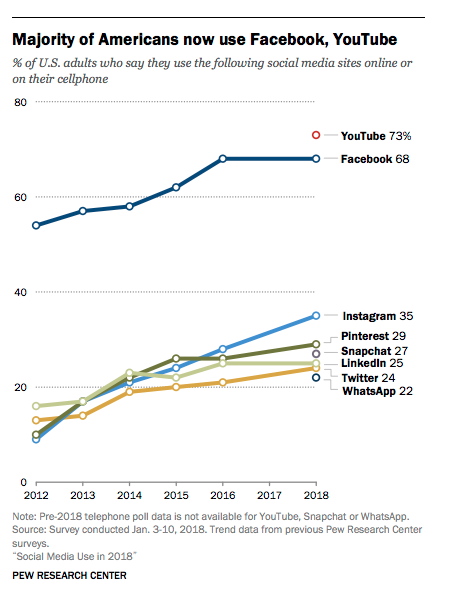 Majority of Americans now use Facebook, YouTube
% of U.S. adults who say they use the following social media sites online or
on their cellphone
80
YouTube 73%
Facebook 68
60
40
Instagram 35
Pinterest 29
Snapchat 27
LinkedIn 25
20
Twitter 24
WhatsApp 22
0
2012 2013 2014 2015 2016 2017 2018
Note: Pre-2018 telephone poll data is not available for YouTube, Snapchat or WhatsApp.
Source: Survey conducted Jan. 3-10, 2018. Trend data from previous Pew Research Center
surveys.
"Social Media Use in 2018"
PEW RESEARCH CENTER